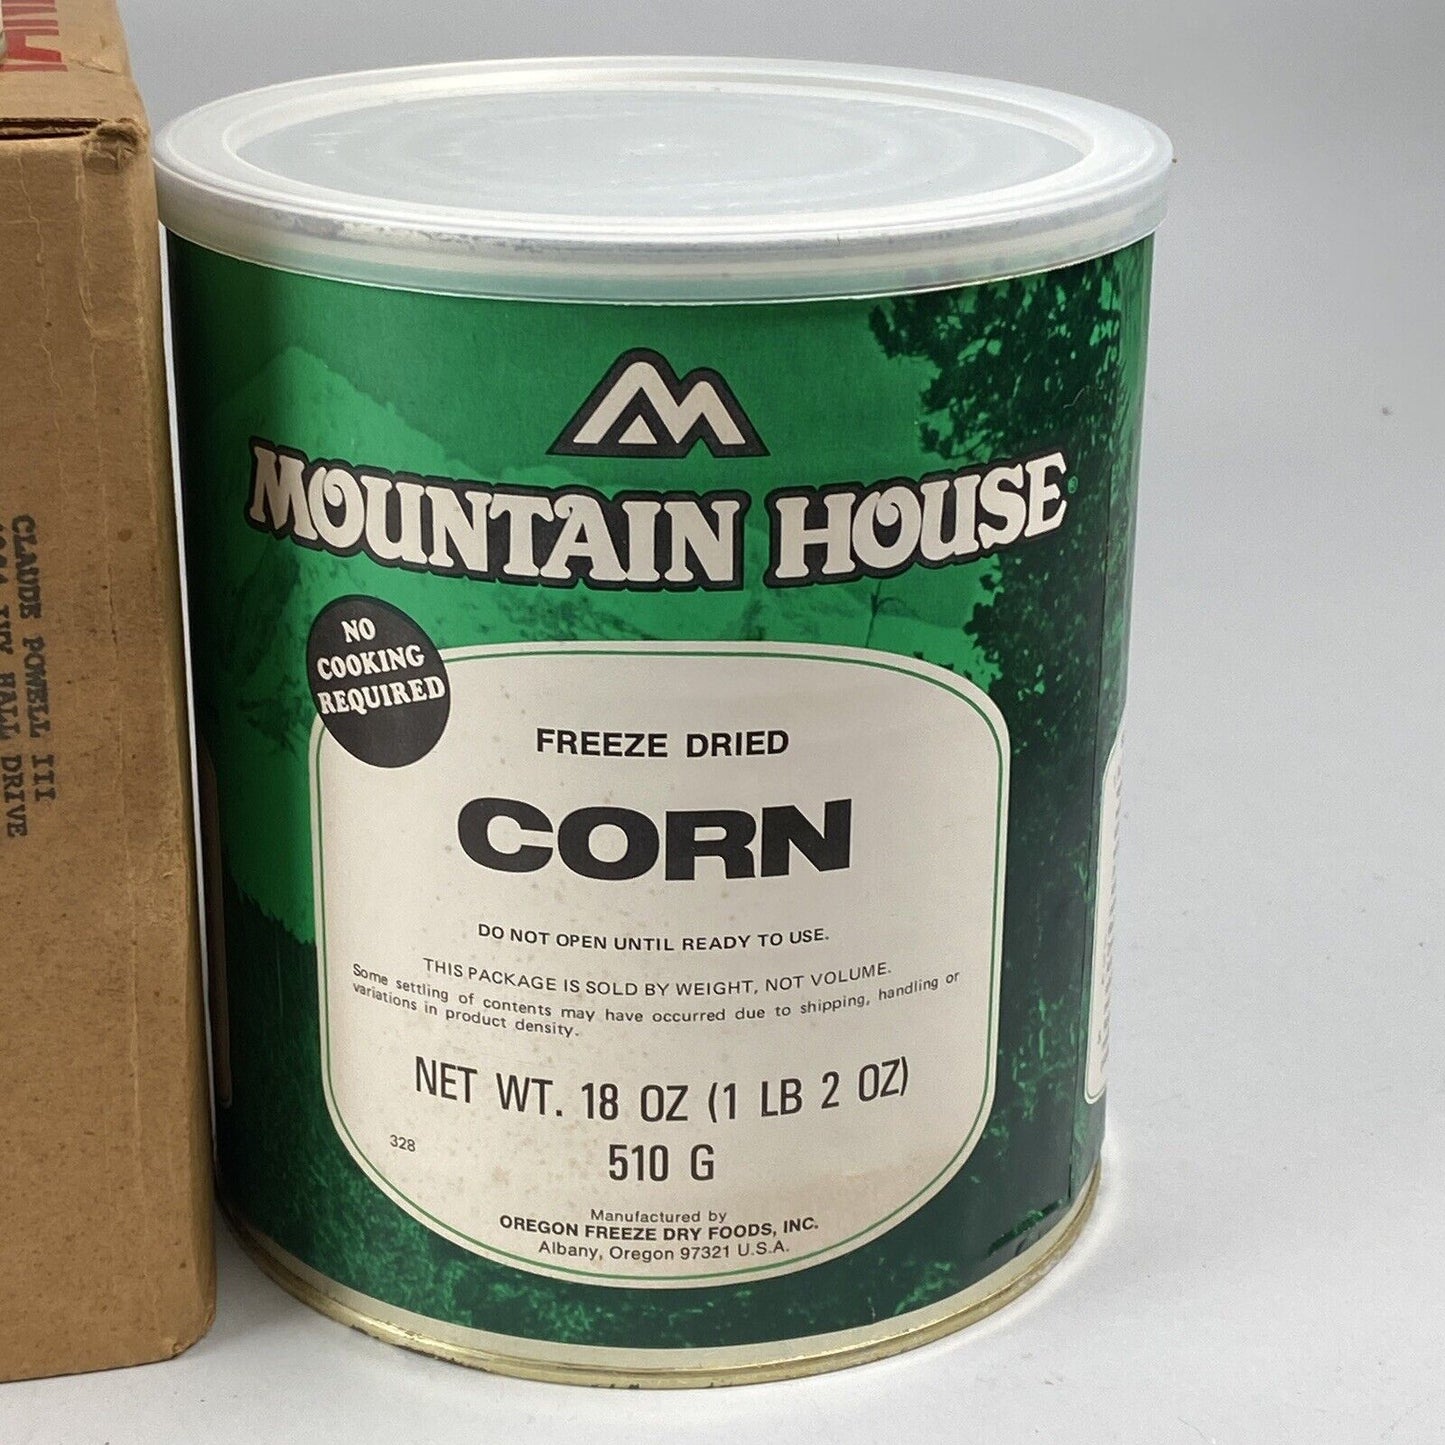 CLAUDE POWELL III
HALL DRIVE
MOUNTAIN HOUSE®
NO
COOKING
REQUIRED
FREEZE DRIED
CORN
DO NOT OPEN UNTIL READY TO USE.
THIS PACKAGE IS SOLD BY WEIGHT, NOT VOLUME.
Some settling of contents may have occurred due to shipping, handling or
variations in product density.
NET WT. 18 OZ (1 LB 2 OZ)
510 G
328
Manufactured by
OREGON FREEZE DRY FOODS, INC.
Albany, Oregon 97321 U.S.A.